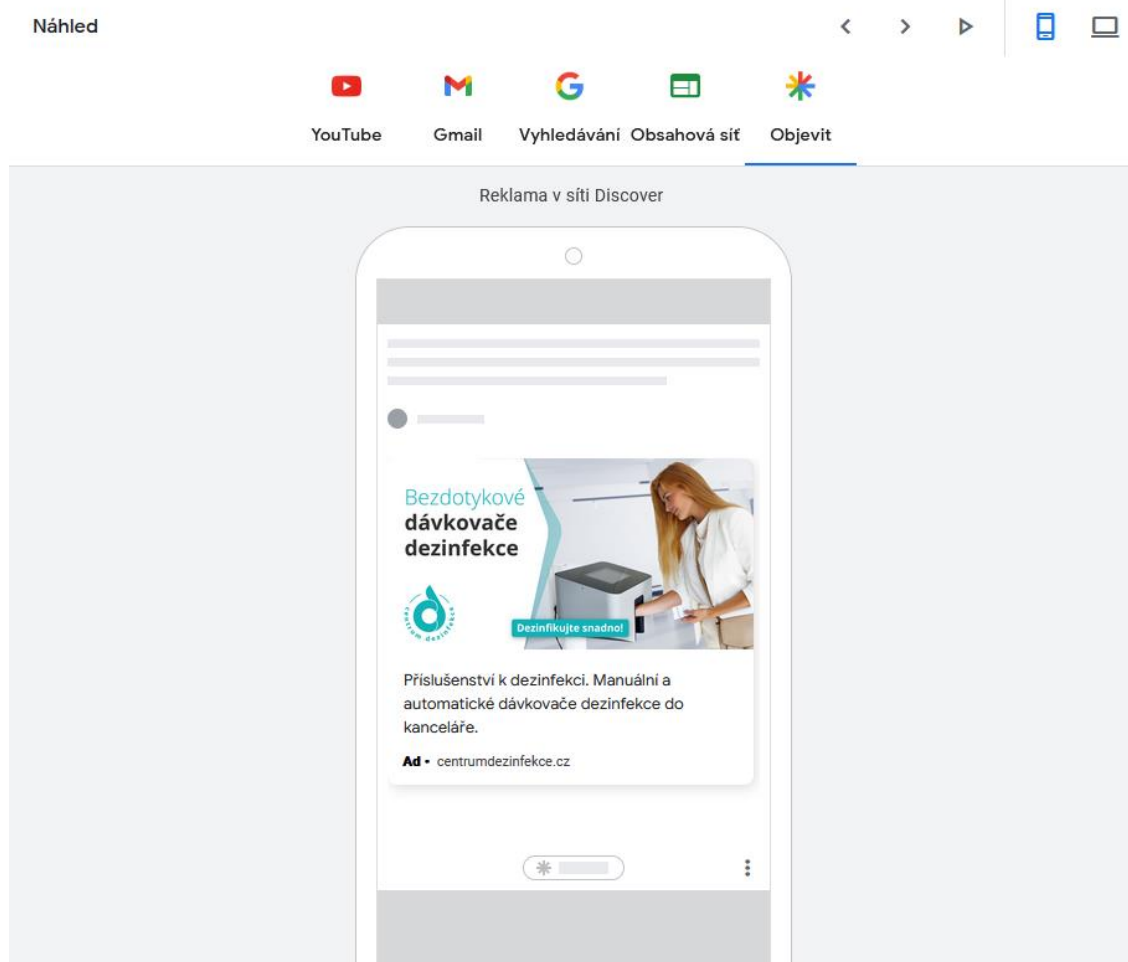 Náhled
YouTube
Gmail
Vyhledávání
Obsahová síť
Objevit
Reklama v síti Discover
Bezdotykové
dávkovače
dezinfekce
centrum dezinfekce
Dezinfikujte snadno!
Příslušenství k dezinfekci. Manuální a
automatické dávkovače dezinfekce do
kanceláře.
Ad • centrumdezinfekce.cz